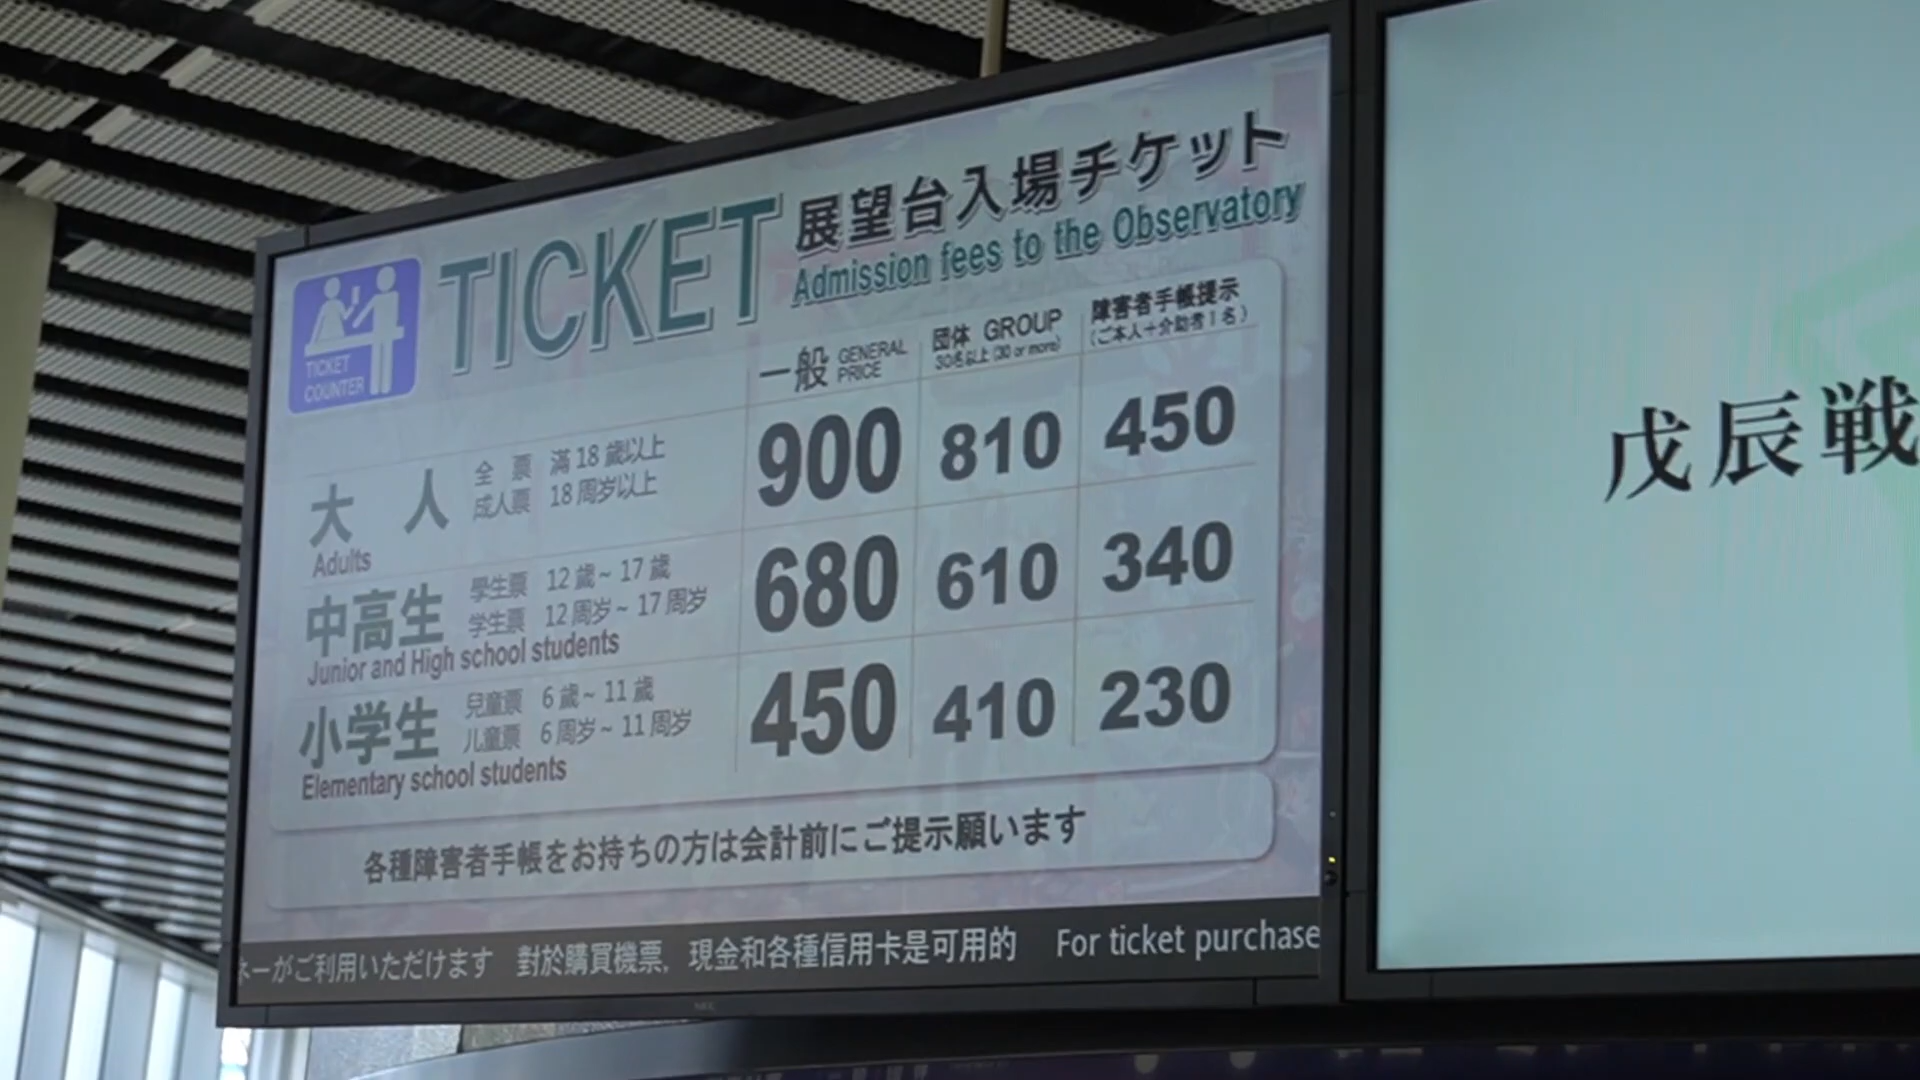 TICKET COUNTER
TICKET
展望台入場チケット
Admission fees to the Observatory
一般 GENERAL PRICE
団体 GROUP
30名以上(30 or more)
障害者手帳提示
(ご本人+介助者1名)
大人 全票 滿18歲以上
成人票 18周岁以上
Adults
900 810 450
中高生 學生票 12歲~17歲
学生票 12周岁~17周岁
Junior and High school students
680 610 340
小学生 兒童票 6歲~11歲
儿童票 6周岁~11周岁
Elementary school students
450 410 230
各種障害者手帳をお持ちの方は会計前にご提示願います
ネーがご利用いただけます 對於購買機票, 現金和各種信用卡是可用的 For ticket purchase
NEC
戊辰戦